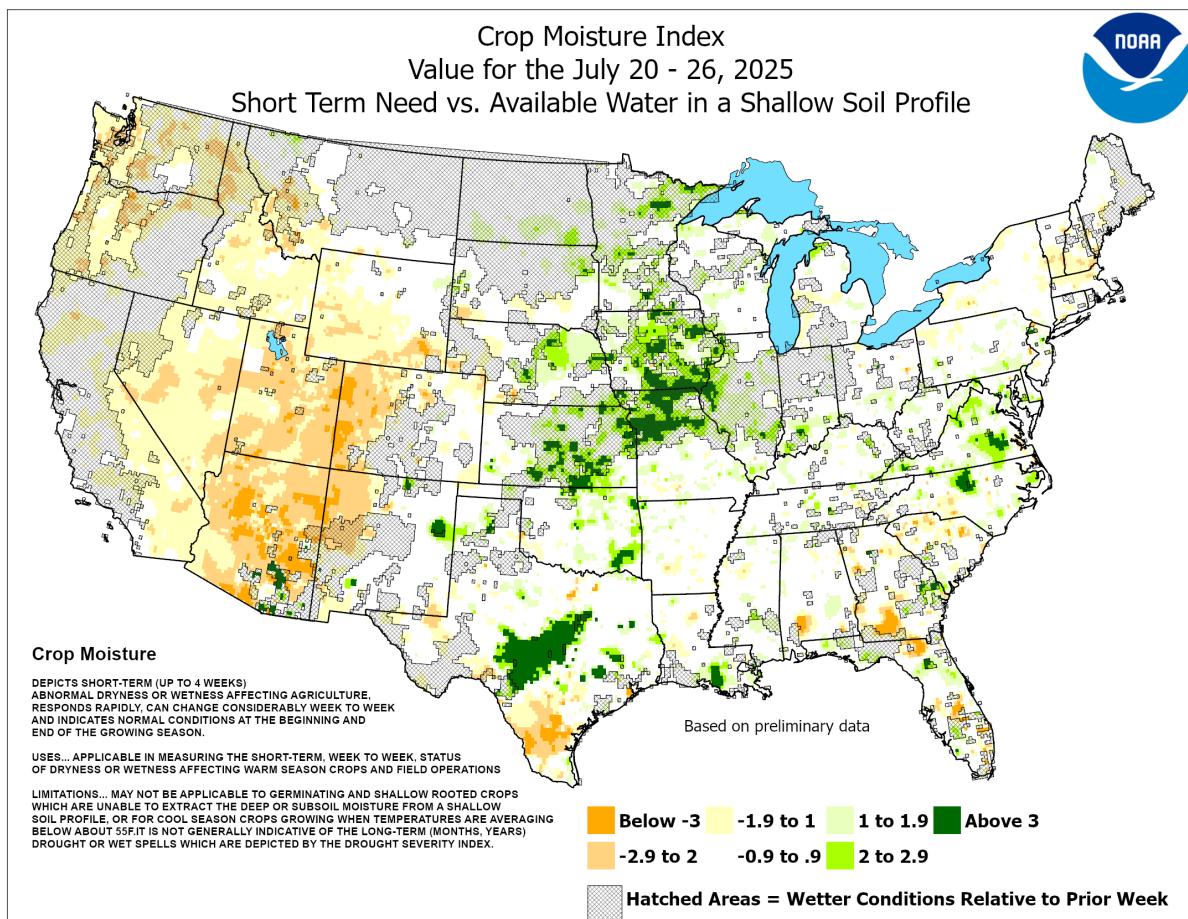 Crop Moisture Index
Value for the July 20 - 26, 2025
Short Term Need vs. Available Water in a Shallow Soil Profile
NOAA
Crop Moisture
DEPICTS SHORT-TERM (UP TO 4 WEEKS)
ABNORMAL DRYNESS OR WETNESS AFFECTING AGRICULTURE,
RESPONDS RAPIDLY, CAN CHANGE CONSIDERABLY WEEK TO WEEK
AND INDICATES NORMAL CONDITIONS AT THE BEGINNING AND
END OF THE GROWING SEASON.
USES... APPLICABLE IN MEASURING THE SHORT-TERM, WEEK TO WEEK, STATUS
OF DRYNESS OR WETNESS AFFECTING WARM SEASON CROPS AND FIELD OPERATIONS
LIMITATIONS... MAY NOT BE APPLICABLE TO GERMINATING AND SHALLOW ROOTED CROPS
WHICH ARE UNABLE TO EXTRACT THE DEEP OR SUBSOIL MOISTURE FROM A SHALLOW
SOIL PROFILE, OR FOR COOL SEASON CROPS GROWING WHEN TEMPERATURES ARE AVERAGING
BELOW ABOUT 55F.IT IS NOT GENERALLY INDICATIVE OF THE LONG-TERM (MONTHS, YEARS)
DROUGHT OR WET SPELLS WHICH ARE DEPICTED BY THE DROUGHT SEVERITY INDEX.
Based on preliminary data
Below -3 -1.9 to 1 1 to 1.9 Above 3
-2.9 to 2 -0.9 to .9 2 to 2.9
Hatched Areas = Wetter Conditions Relative to Prior Week